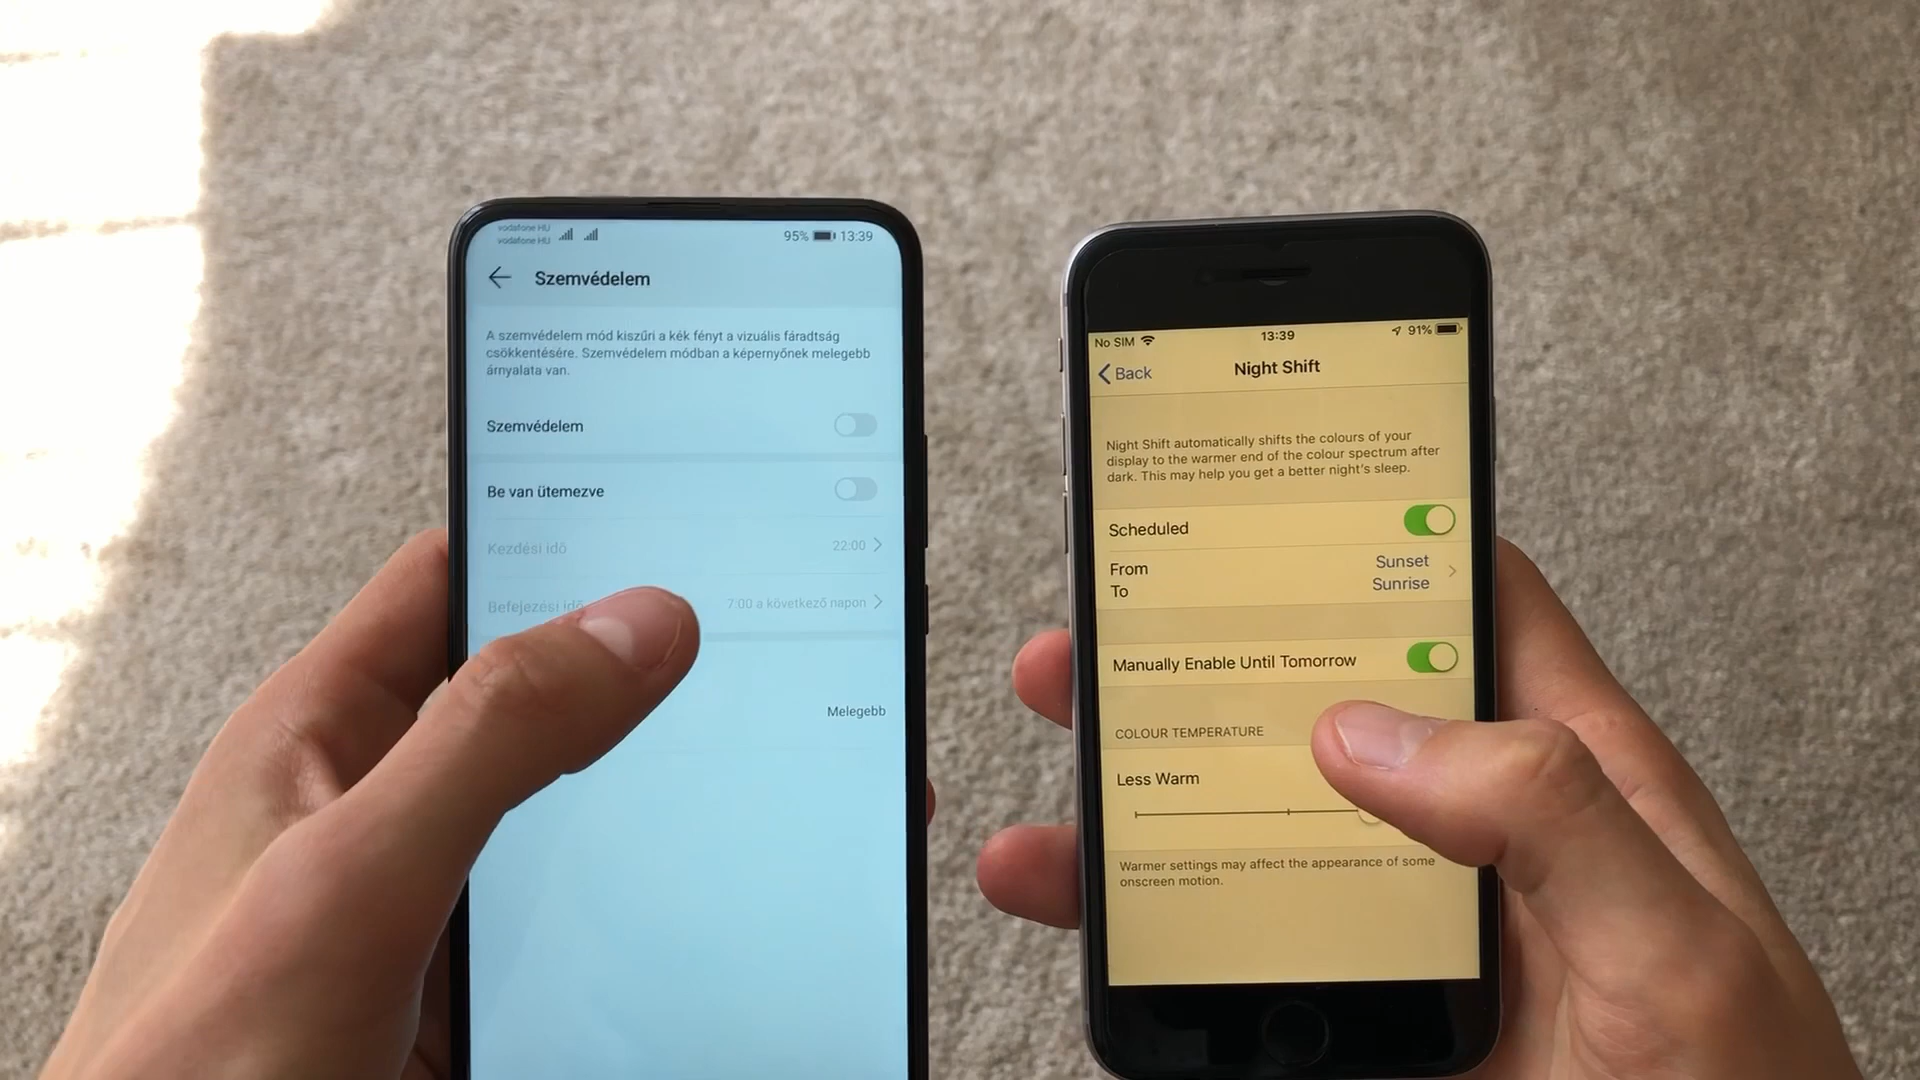 vodafone HU
vodafone HU
95% 13:39
Szemvédelem
A szemvédelem mód kiszűri a kék fényt a vizuális fáradtság
csökkentésére. Szemvédelem módban a képernyőnek melegebb
árnyalata van.
Szemvédelem
Be van ütemezve
Kezdési idő 22:00
Befejezési idő 7:00 a következő napon
Melegebb
No SIM 13:39 91%
Back Night Shift
Night Shift automatically shifts the colours of your
display to the warmer end of the colour spectrum after
dark. This may help you get a better night's sleep.
Scheduled
From Sunset
To Sunrise
Manually Enable Until Tomorrow
COLOUR TEMPERATURE
Less Warm
Warmer settings may affect the appearance of some
onscreen motion.